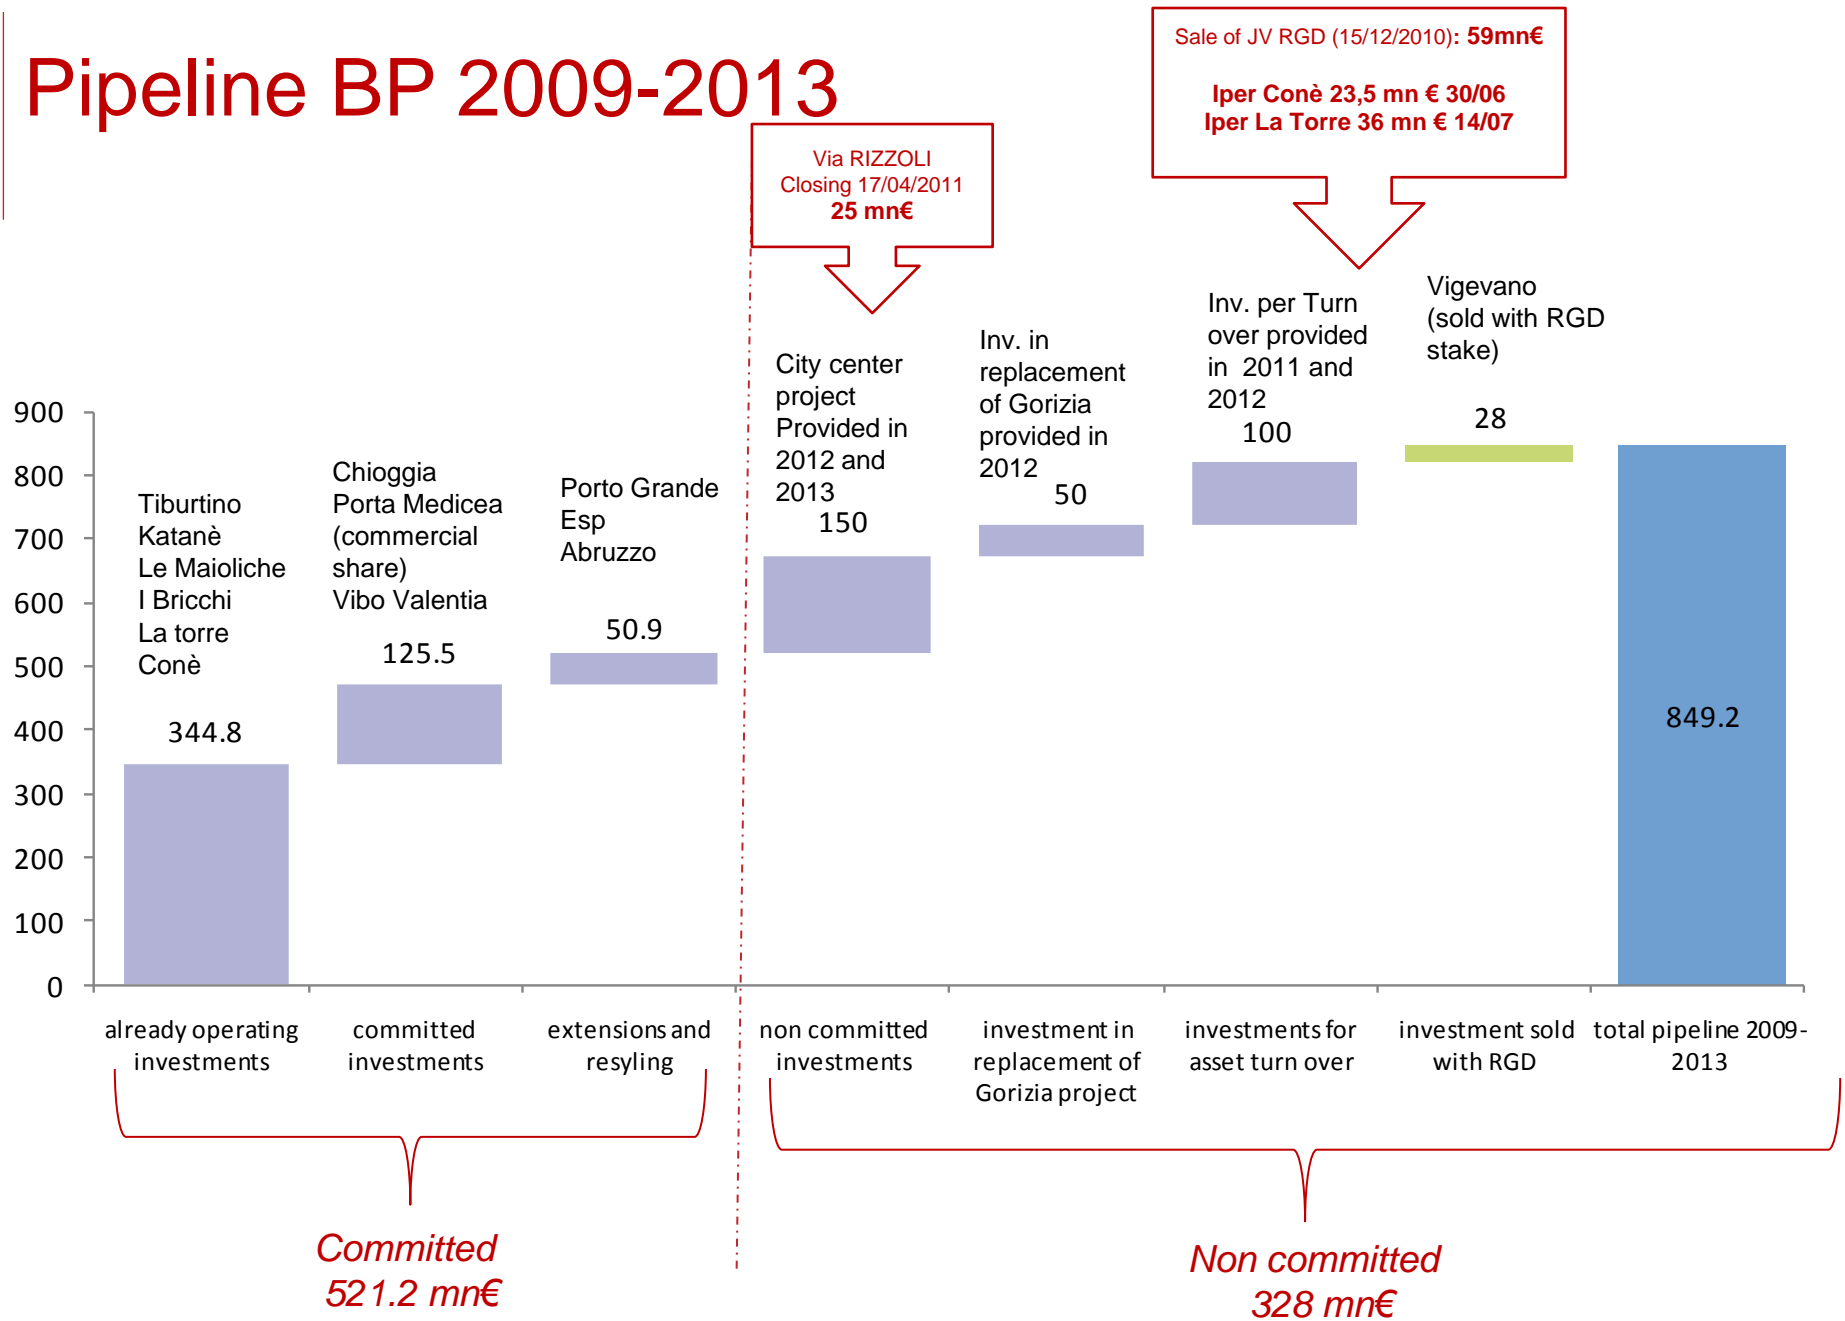 Pipeline BP 2009-2013
Sale of JV RGD (15/12/2010): 59mn€
Iper Conè 23,5 mn € 30/06
Iper La Torre 36 mn € 14/07
Via RIZZOLI
Closing 17/04/2011
25 mn€
900
800
700
600
500
400
300
200
100
0
Tiburtino
Katanè
Le Maioliche
I Bricchi
La torre
Conè
344.8
Chioggia
Porta Medicea
(commercial
share)
Vibo Valentia
125.5
Porto Grande
Esp
Abruzzo
50.9
City center
project
Provided in
2012 and
2013
150
Inv. in
replacement
of Gorizia
provided in
2012
50
Inv. per Turn
over provided
in 2011 and
2012
100
Vigevano
(sold with RGD
stake)
28
849.2
already operating
investments
committed
investments
extensions and
resyling
non committed
investments
investment in
replacement of
Gorizia project
investments for
asset turn over
investment sold
with RGD
total pipeline 2009-
2013
Committed
521.2 mn€
Non committed
328 mn€